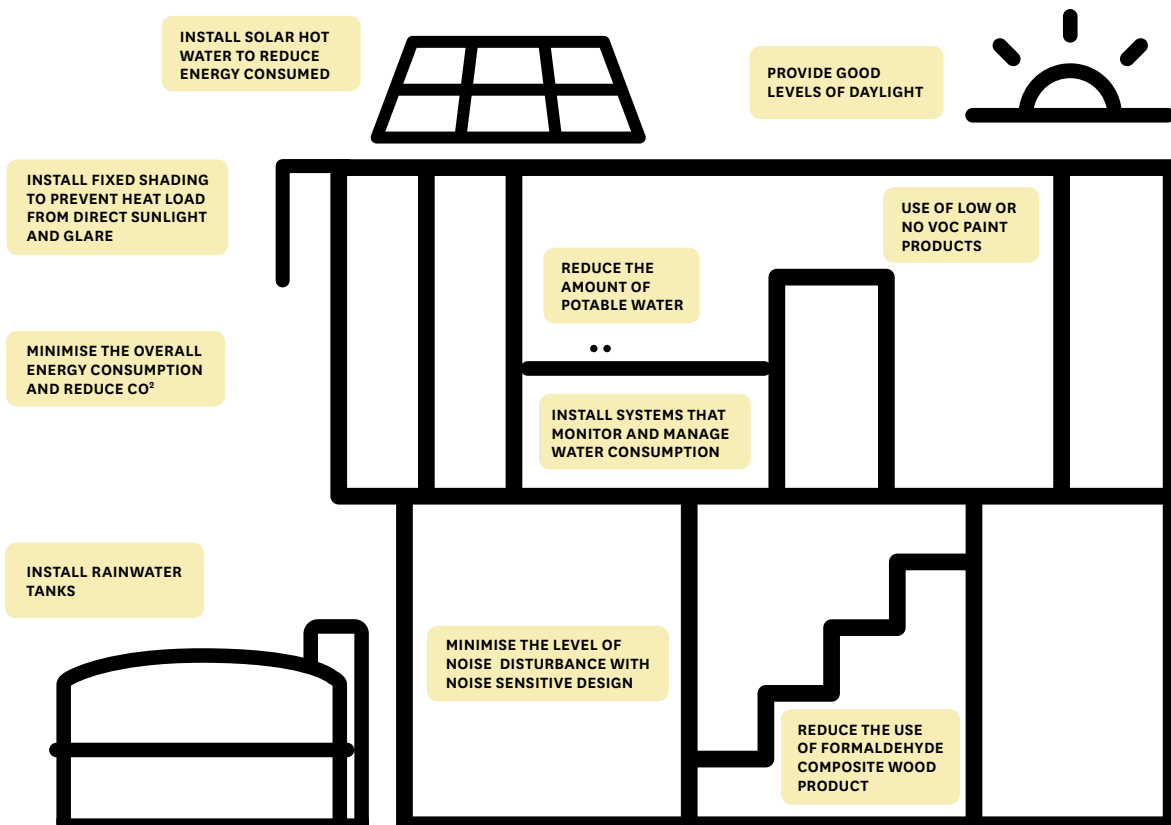 INSTALL SOLAR HOT
WATER TO REDUCE
ENERGY CONSUMED
PROVIDE GOOD
LEVELS OF DAYLIGHT
INSTALL FIXED SHADING
TO PREVENT HEAT LOAD
FROM DIRECT SUNLIGHT
AND GLARE
USE OF LOW OR
NO VOC PAINT
PRODUCTS
REDUCE THE
AMOUNT OF
POTABLE WATER
MINIMISE THE OVERALL
ENERGY CONSUMPTION
AND REDUCE CO²
INSTALL SYSTEMS THAT
MONITOR AND MANAGE
WATER CONSUMPTION
INSTALL RAINWATER
TANKS
MINIMISE THE LEVEL OF
NOISE DISTURBANCE WITH
NOISE SENSITIVE DESIGN
REDUCE THE USE
OF FORMALDEHYDE
COMPOSITE WOOD
PRODUCT